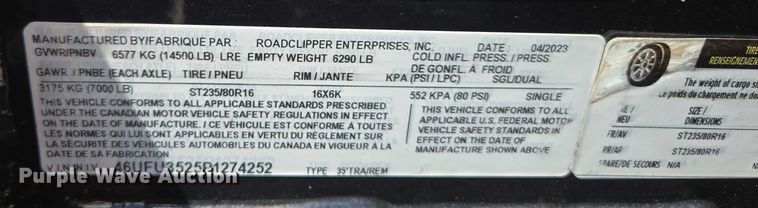 MANUFACTURED BY/FABRIQUE PAR : ROADCLIPPER ENTERPRISES, INC. DATE : 04/2023
GVWR/PNBV 6577 KG (14500 LB) LRE EMPTY WEIGHT 6290 LB COLD INFL. PRESS / PRESS
DE GONFL. À FROID
GAWR / PNBE (EACH AXLE) TIRE / PNEU RIM / JANTE KPA (PSI / LPC) SGL/DUAL
3175 KG (7000 LB) ST235/80R16 16X6K 552 KPA (80 PSI) SINGLE
THIS VEHICLE CONFORMS TO ALL APPLICABLE STANDARDS PRESCRIBED
UNDER THE CANADIAN MOTOR VEHICLE SAFETY REGULATIONS IN EFFECT
ON THE DATE OF MANUFACTURE / CE VÉHICULE EST CONFORME À TOUTES
LES NORMES QUI LUI SONT APPLICABLES EN VERTU DU RÈGLEMENT SUR
LA SÉCURITÉ DES VÉHICULES AUTOMOBILES DU CANADA EN VIGUEUR À LA
DATE DE SA FABRICATION
THIS VEHICLE CONFORMS TO ALL
APPLICABLE U.S. FEDERAL MOTOR
VEHICLE SAFETY STANDARDS
IN EFFECT ON THE DATE OF
MANUFACTURE SHOWN ABOVE
TYPE 35'TRA/REM
TIRE
RENSEIGNEMENT
The weight of cargo s
Le poids du chargement ne do
SIZE /
NEU DIMENSIONS
FR/AV ST235/80R16
RR/AR ST235/80R16
SPARE/DE SECOURS N/A
Purple Wave Auction